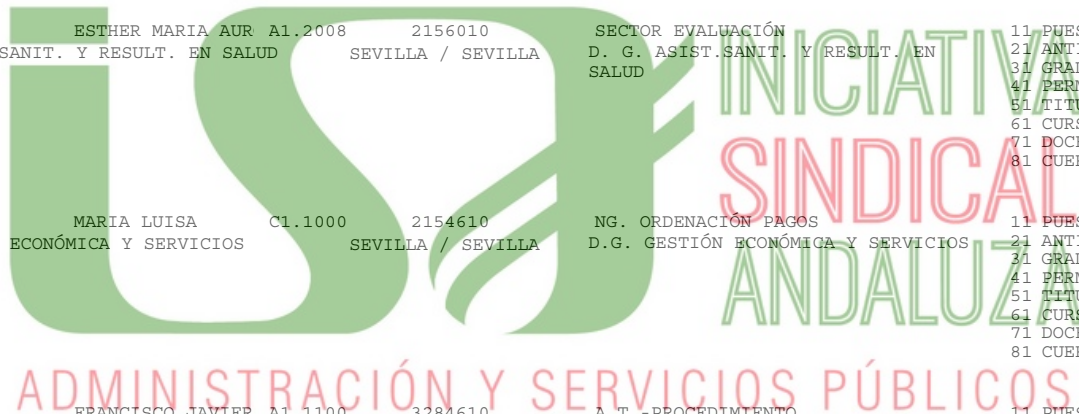 ESTHER MARIA AUR A1.2008 2156010 SECTOR EVALUACIÓN 11 PUES
SANIT. Y RESULT. EN SALUD SEVILLA / SEVILLA D. G. ASIST.SANIT. Y RESULT. EN 21 ANTI
SALUD 31 GRAD
41 PERM
51 TITU
61 CURS
71 DOCE
81 CUER
INICIATIVA
SINDICAL
ANDALUZA
MARIA LUISA C1.1000 2154610 NG. ORDENACIÓN PAGOS 11 PUES
ECONÓMICA Y SERVICIOS SEVILLA / SEVILLA D.G. GESTIÓN ECONÓMICA Y SERVICIOS 21 ANTI
31 GRAD
41 PERM
51 TITU
61 CURS
71 DOCE
81 CUER
isa
ADMINISTRACIÓN Y SERVICIOS PÚBLICOS
FRANCISCO JAVIER A1.1100 3284610 A.T.-PROCEDIMIENTO 11 PUES